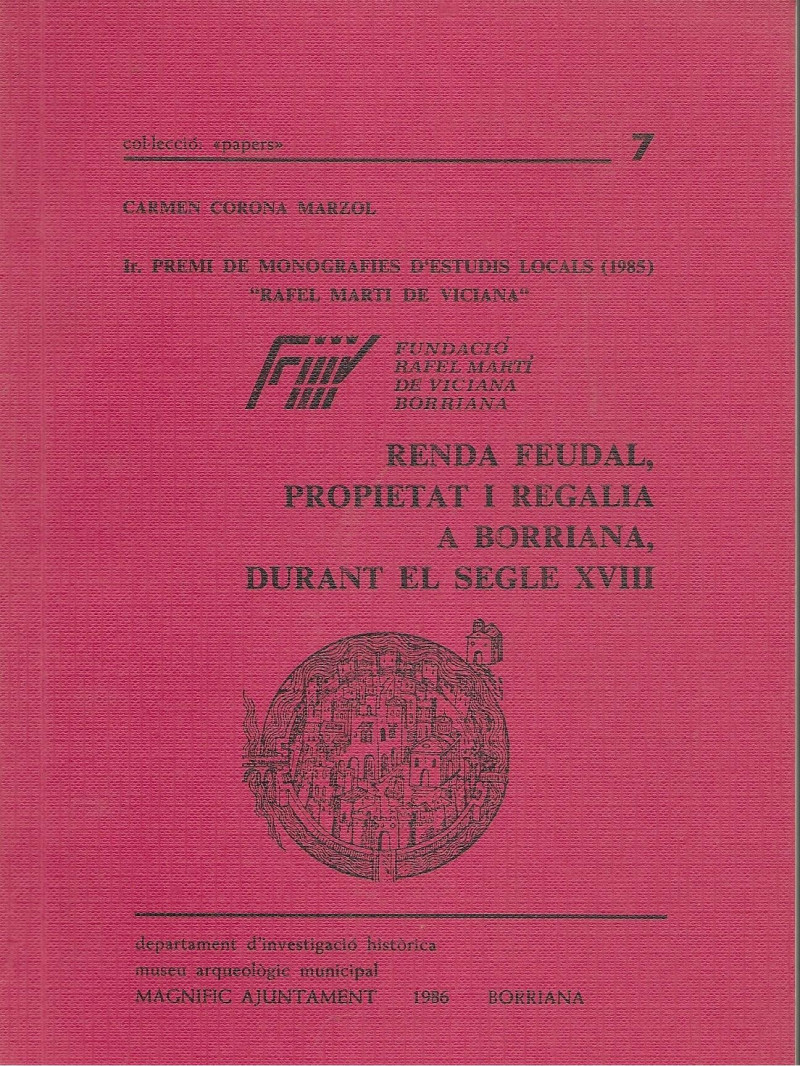 col·lecció: «papers» 7
CARMEN CORONA MARZOL
1r. PREMI DE MONOGRAFIES D'ESTUDIS LOCALS (1985)
"RAFEL MARTI DE VICIANA"
FUNDACIÓ
RAFEL MARTÍ
DE VICIANA
BORRIANA
RENDA FEUDAL,
PROPIETAT I REGALIA
A BORRIANA,
DURANT EL SEGLE XVIII
departament d'investigació històrica
museu arqueològic municipal
MAGNIFIC AJUNTAMENT 1986 BORRIANA